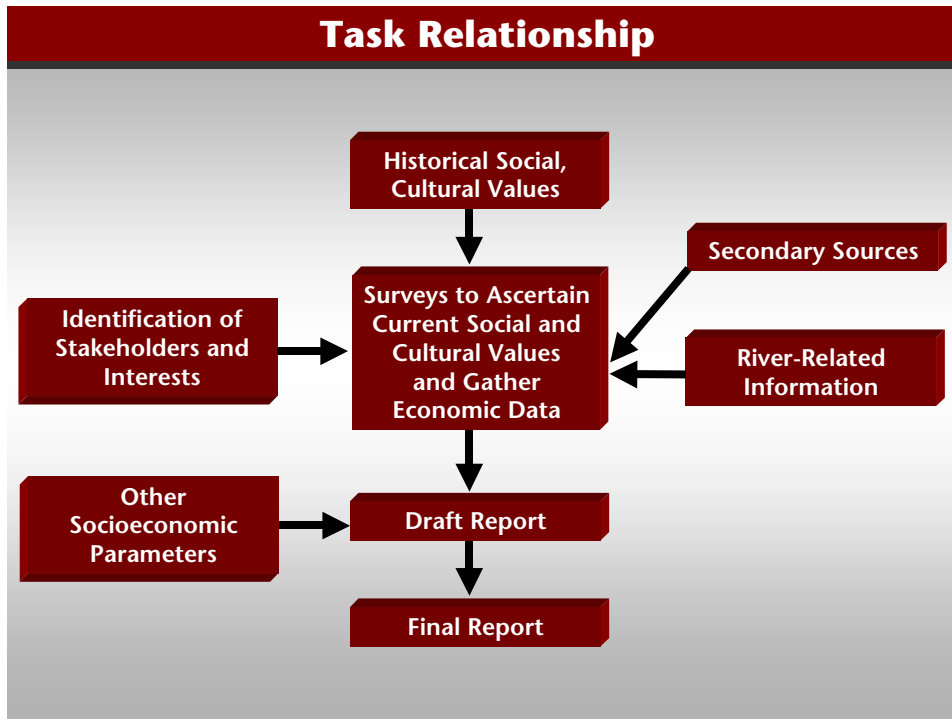 Task Relationship
Historical Social,
Cultural Values
Secondary Sources
Surveys to Ascertain
Current Social and
Cultural Values
and Gather
Economic Data
Identification of
Stakeholders and
Interests
River-Related
Information
Other
Socioeconomic
Parameters
Draft Report
Final Report